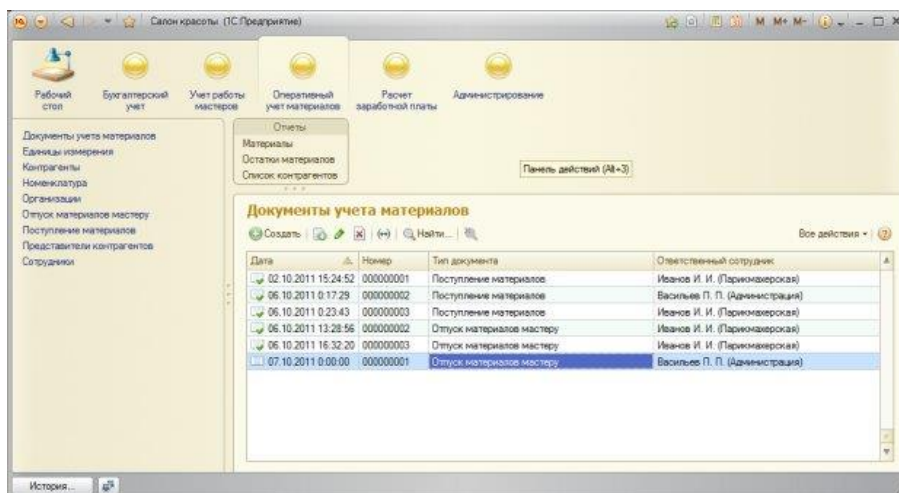 Салон красоты (1С:Предприятие)
M M+ M-
Рабочий стол
Бухгалтерский учет
Учет работы мастеров
Оперативный учет материалов
Расчет заработной платы
Администрирование
Документы учета материалов
Единицы измерения
Контрагенты
Номенклатура
Организации
Отпуск материалов мастеру
Поступление материалов
Представители контрагентов
Сотрудники
Отчеты
Материалы
Остатки материалов
Список контрагентов
Панель действий (Alt+3)
Документы учета материалов
Создать Найти... Все действия
Дата Номер Тип документа Ответственный сотрудник
02.10.2011 15:24:52 000000001 Поступление материалов Иванов И. И. (Парикмахерская)
06.10.2011 0:17:29 000000002 Поступление материалов Васильев П. П. (Администрация)
06.10.2011 0:23:43 000000003 Поступление материалов Иванов И. И. (Парикмахерская)
06.10.2011 13:28:56 000000002 Отпуск материалов мастеру Иванов И. И. (Парикмахерская)
06.10.2011 16:32:20 000000003 Отпуск материалов мастеру Иванов И. И. (Парикмахерская)
07.10.2011 0:00:00 000000001 Отпуск материалов мастеру Васильев П. П. (Администрация)
История...